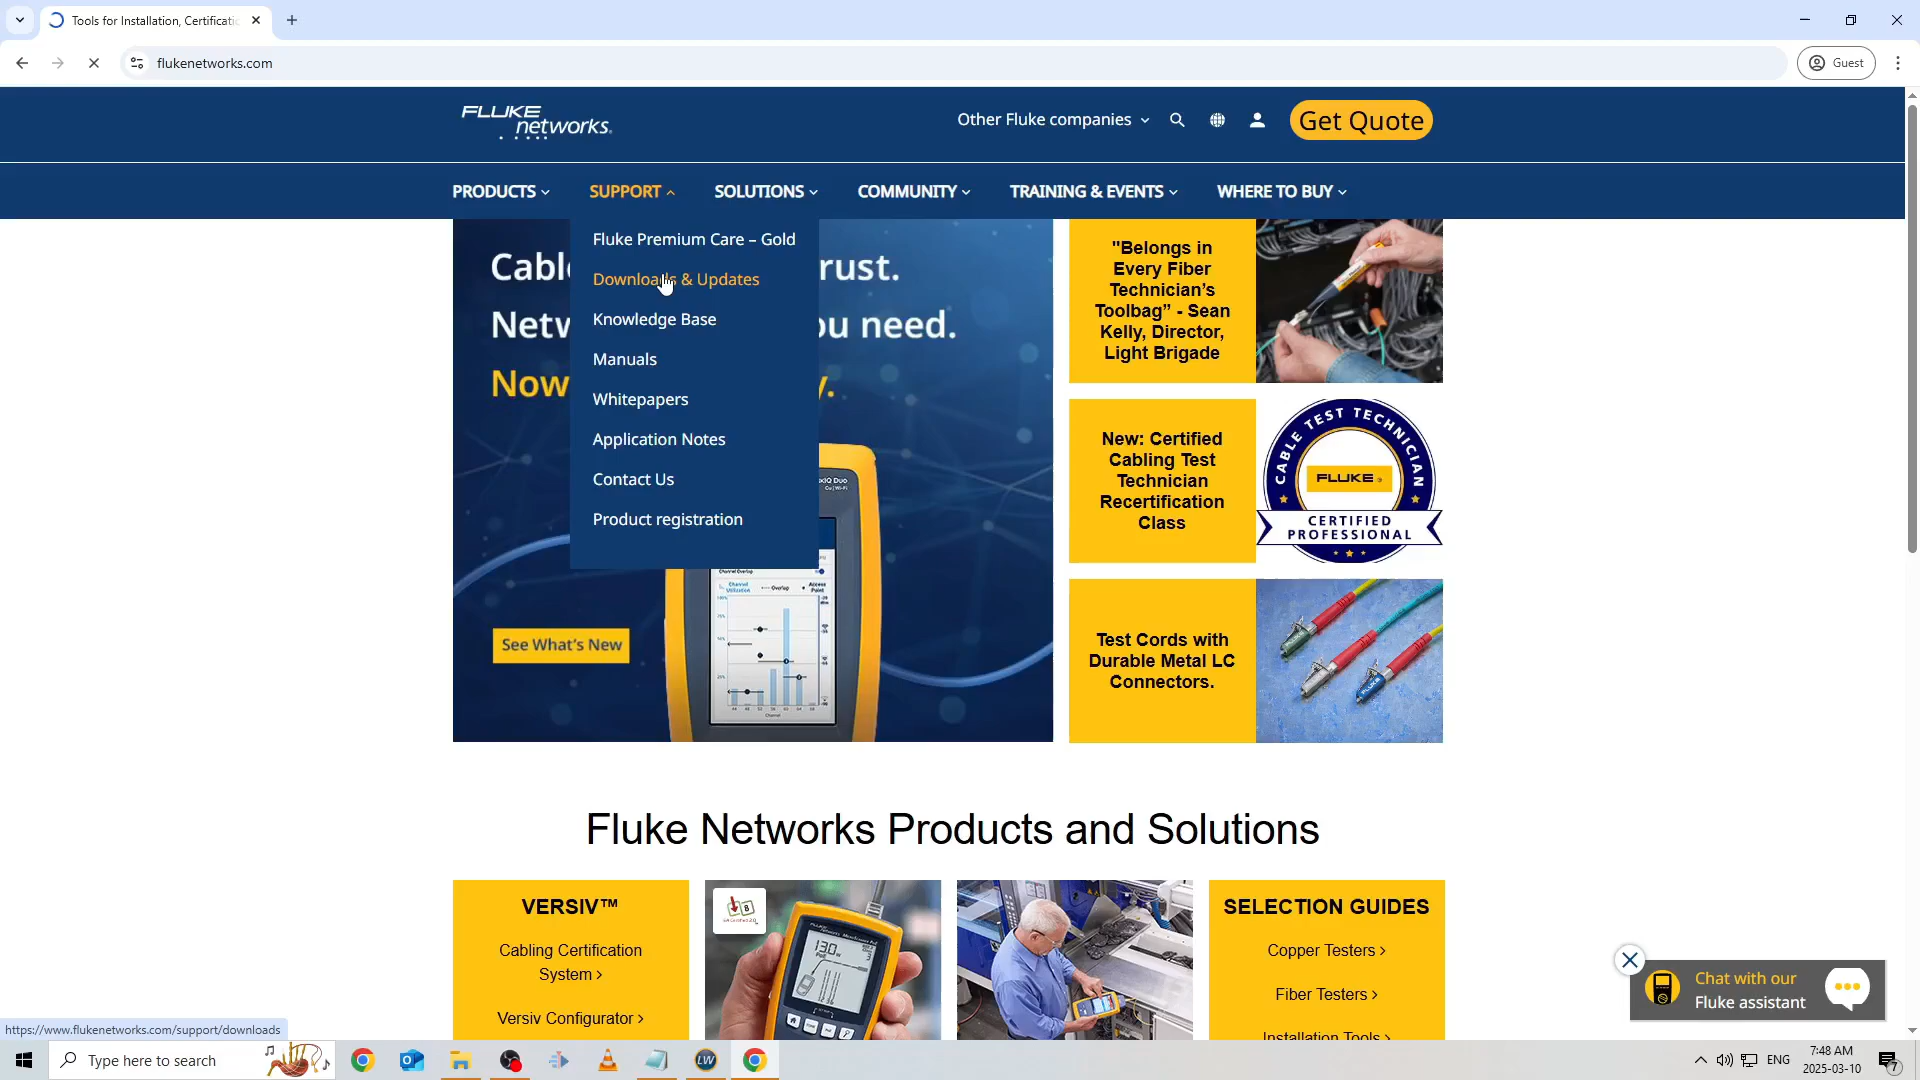 Tools for Installation, Certificatio
flukenetworks.com
Guest
FLUKE
networks®
Other Fluke companies
Get Quote
PRODUCTS
SUPPORT
SOLUTIONS
COMMUNITY
TRAINING & EVENTS
WHERE TO BUY
Fluke Premium Care – Gold
Downloads & Updates
Knowledge Base
Manuals
Whitepapers
Application Notes
Contact Us
Product registration
rust.
ou need.
Now
See What's New
"Belongs in
Every Fiber
Technician's
Toolbag" - Sean
Kelly, Director,
Light Brigade
New: Certified
Cabling Test
Technician
Recertification
Class
CABLE TEST TECHNICIAN
FLUKE®
CERTIFIED
PROFESSIONAL
Test Cords with
Durable Metal LC
Connectors.
Fluke Networks Products and Solutions
VERSIV™
Cabling Certification
System >
Versiv Configurator >
SELECTION GUIDES
Copper Testers >
Fiber Testers >
Installation Tools >
Chat with our
Fluke assistant
https://www.flukenetworks.com/support/downloads
Type here to search
LW
ENG
7:48 AM
2025-03-10
7